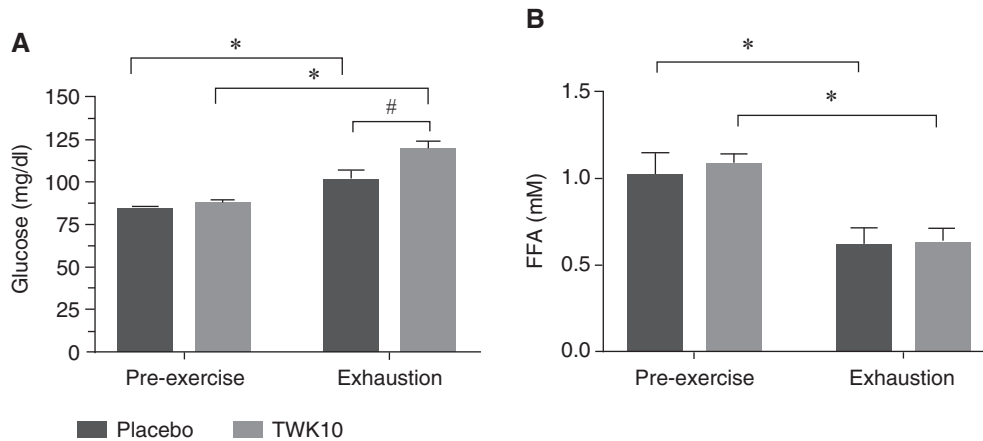 A
*
*
#
Glucose (mg/dl)
150
125
100
75
50
25
0
Pre-exercise Exhaustion
B
*
*
FFA (mM)
1.5
1.0
0.5
0.0
Pre-exercise Exhaustion
Placebo TWK10